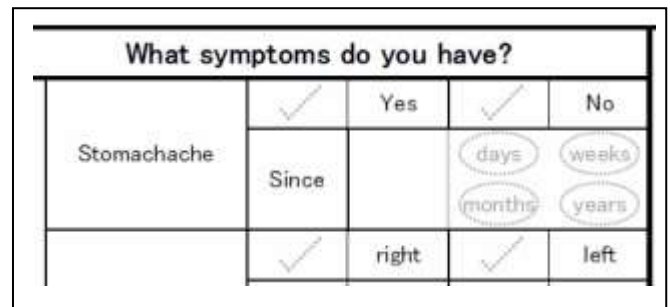 What symptoms do you have?
Yes No
Stomachache
Since
days weeks
months years
right left